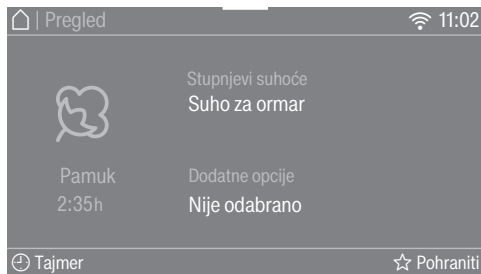 | Pregled
11:02
Stupnjevi suhoće
Suho za ormar
Pamuk
2:35h
Dodatne opcije
Nije odabrano
Tajmer
Pohraniti